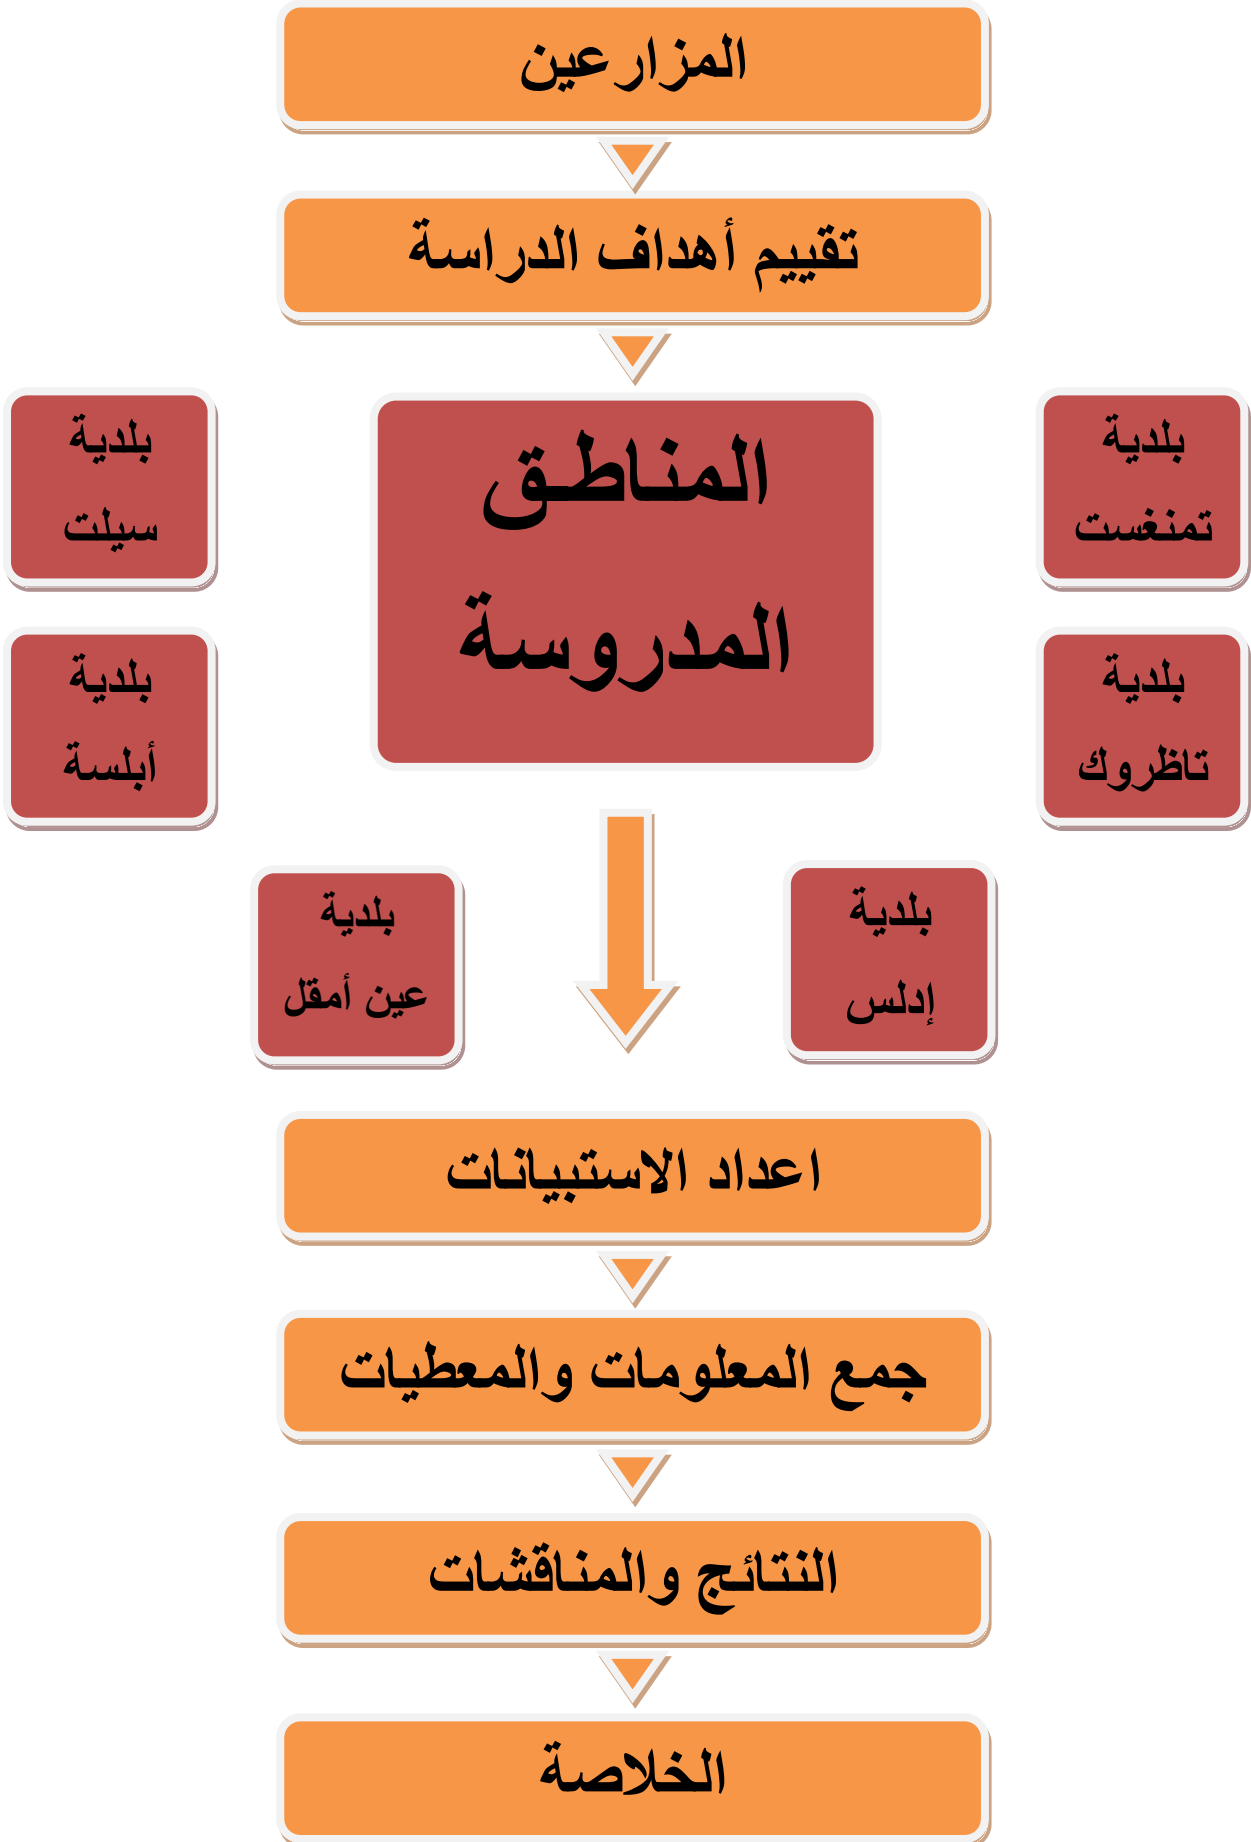 المزارعين
تقييم أهداف الدراسة
بلدية
تمنغست
المناطق
المدروسة
بلدية
سيلت
بلدية
تاظروك
بلدية
أبلسة
بلدية
إدلس
بلدية
عين أمقل
اعداد الاستبيانات
جمع المعلومات والمعطيات
النتائج والمناقشات
الخلاصة